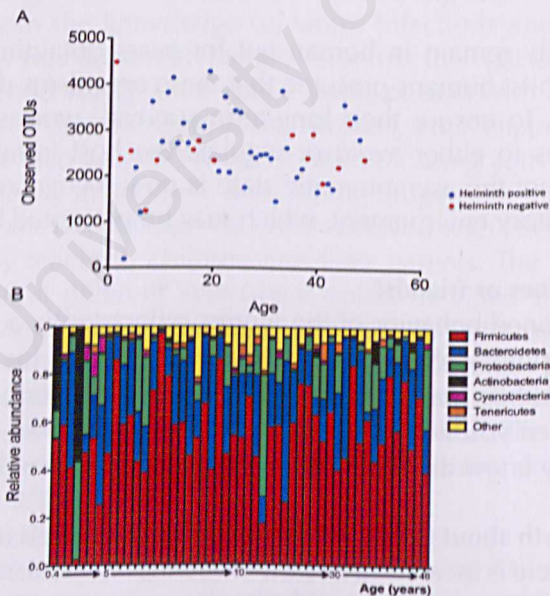 A
5000
4000
3000
2000
1000
0
Observed OTUs
0
20
40
60
Age
Helminth positive
Helminth negative
University o
B
1.0
0.8
0.6
0.4
0.2
0.0
Relative abundance
Firmicutes
Bacteroidetes
Proteobacteria
Actinobacteria
Cyanobacteria
Tenericutes
Other
0.4
5
10
30
48
Age (years)